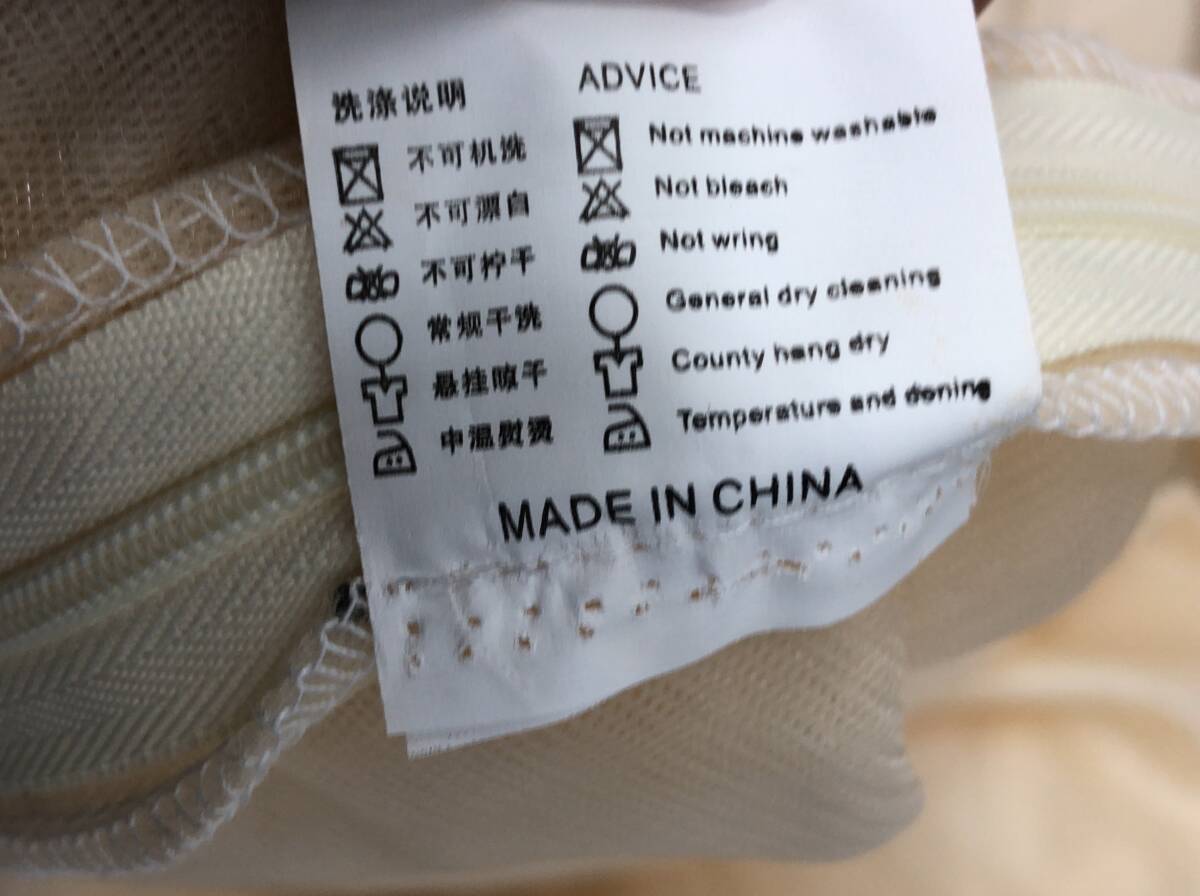 洗涤说明
不可机洗
不可漂白
不可拧干
常规干洗
悬挂晾干
中温熨烫
ADVICE
Not machine washable
Not bleach
Not wring
General dry cleaning
County hang dry
Temperature and doning
MADE IN CHINA